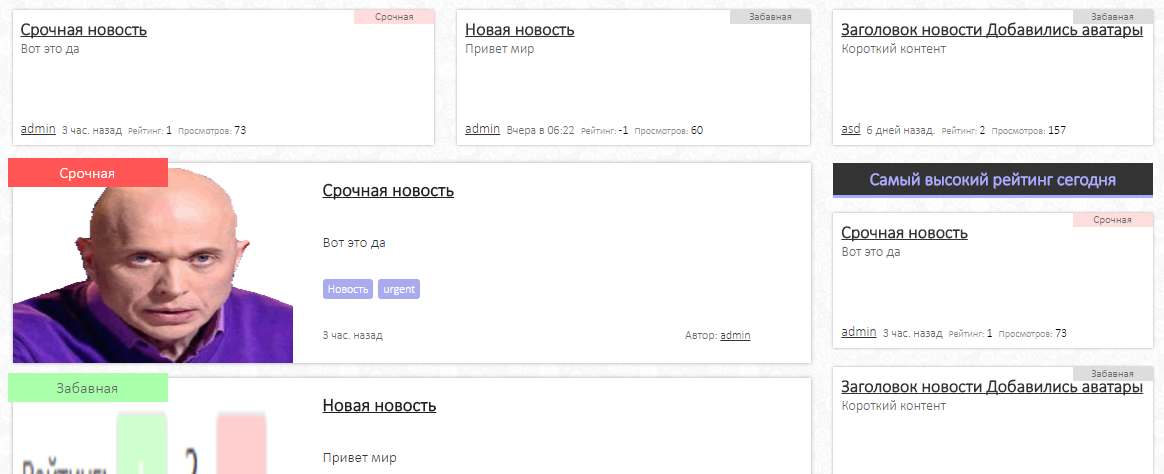 Срочная
Срочная новость
Вот это да
admin 3 час. назад Рейтинг: 1 Просмотров: 73
Забавная
Новая новость
Привет мир
admin Вчера в 06:22 Рейтинг: -1 Просмотров: 60
Забавная
Заголовок новости Добавились аватары
Короткий контент
asd 6 дней назад. Рейтинг: 2 Просмотров: 157
Срочная
Срочная новость
Вот это да
Новость urgent
3 час. назад Автор: admin
Забавная
Новая новость
Привет мир
Рейтинг: 2
Самый высокий рейтинг сегодня
Срочная
Срочная новость
Вот это да
admin 3 час. назад Рейтинг: 1 Просмотров: 73
Забавная
Заголовок новости Добавились аватары
Короткий контент